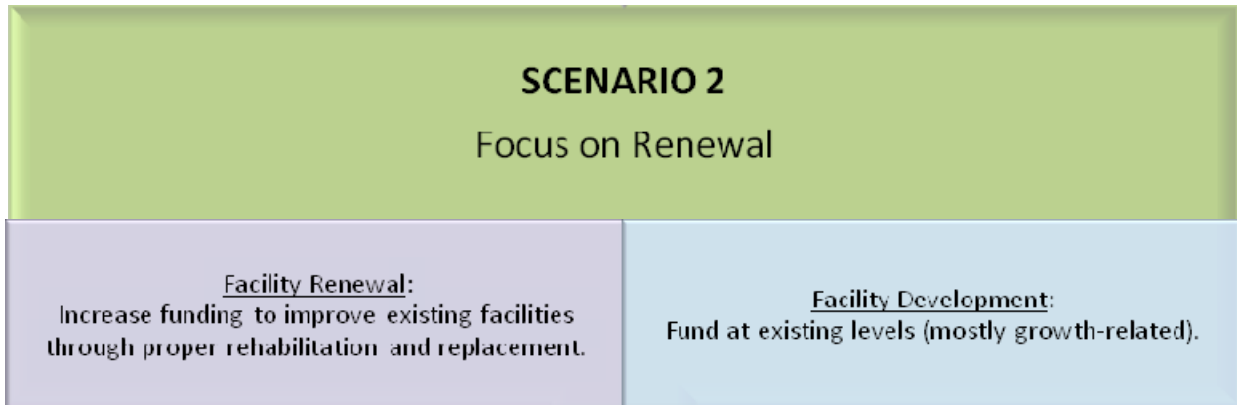 SCENARIO 2
Focus on Renewal
Facility Renewal:
Increase funding to improve existing facilities
through proper rehabilitation and replacement.
Facility Development:
Fund at existing levels (mostly growth-related).